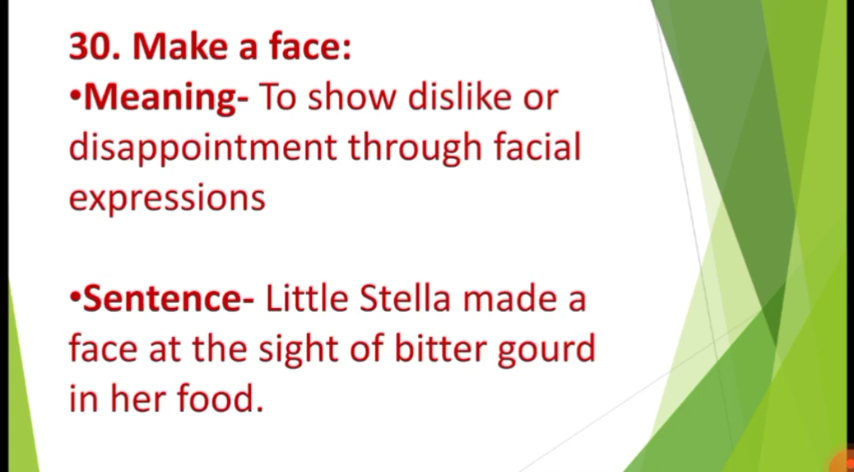 30. Make a face:
•Meaning- To show dislike or
disappointment through facial
expressions
•Sentence- Little Stella made a
face at the sight of bitter gourd
in her food.